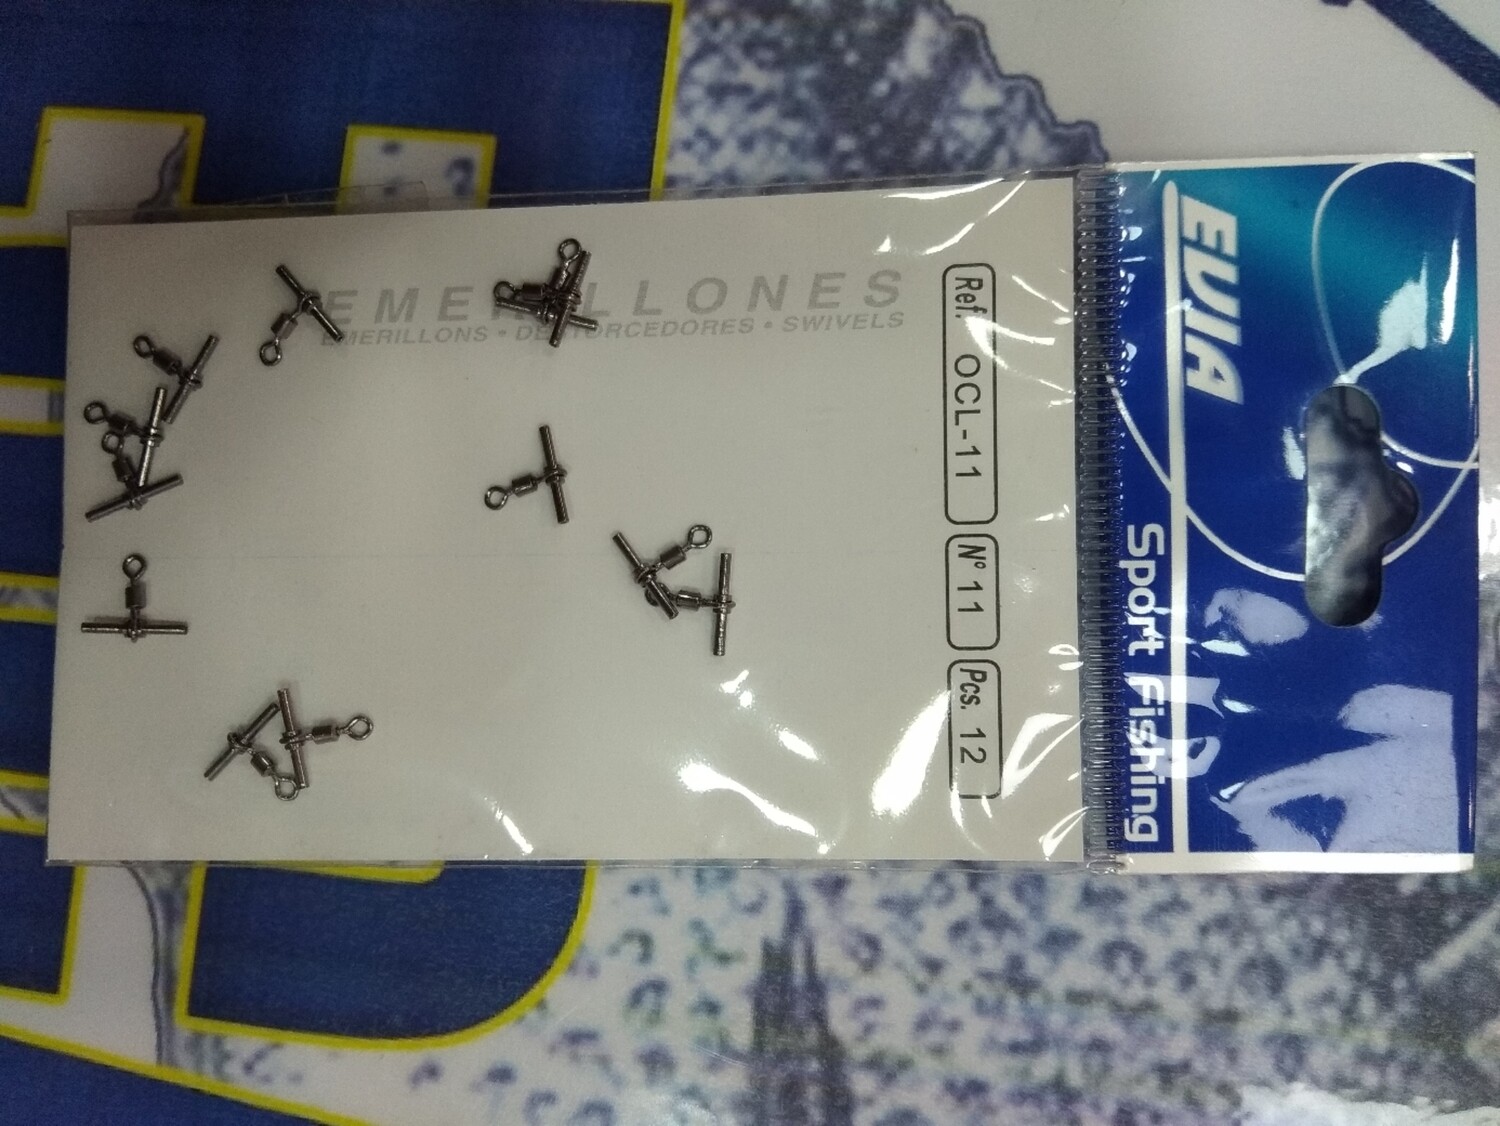 EVIA
Sport Fishing
Ref. OCL-11
Nº 11
Pcs. 12
EMERILLONES
EMERILLONS • DESTORCEDORES • SWIVELS